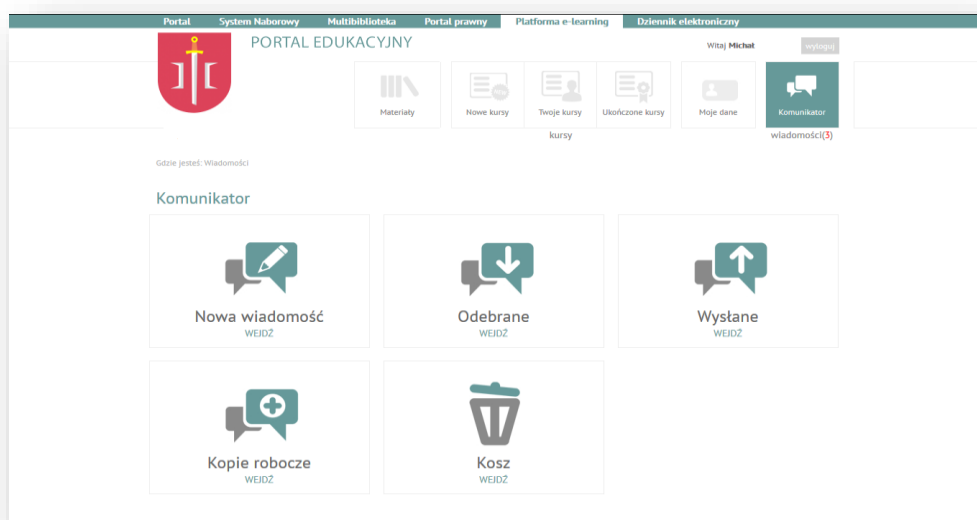 Portal System Naborowy Multibiblioteka Portal prawny Platforma e-learning Dziennik elektroniczny
PORTAL EDUKACYJNY
Witaj Michał wyloguj
Materiały Nowe kursy Twoje kursy Ukończone kursy Moje dane Komunikator
kursy wiadomości(3)
Gdzie jesteś: Wiadomości
Komunikator
Nowa wiadomość Odebrane Wysłane
WEJDŹ WEJDŹ WEJDŹ
Kopie robocze Kosz
WEJDŹ WEJDŹ